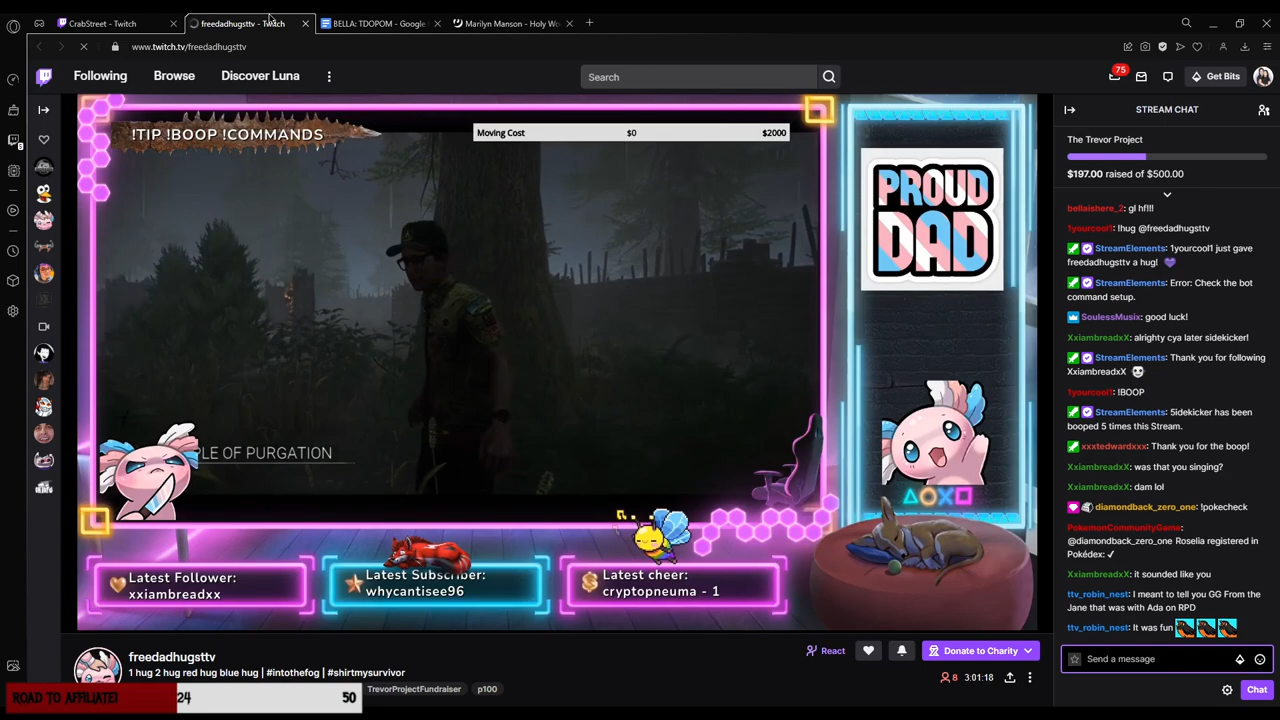 CrabStreet - Twitch
freedadhugsttv - Twitch
BELLA: TDOPOM - Google
Marilyn Manson - Holy Wo
www.twitch.tv/freedadhugsttv
Following
Browse
Discover Luna
Search
75
Get Bits
!TIP !BOOP !COMMANDS
Moving Cost $0 $2000
PROUD
DAD
PLE OF PURGATION
Latest Follower:
xxiambreadxx
Latest Subscriber:
whycantisee96
Latest cheer:
cryptopneuma - 1
freedadhugsttv
1 hug 2 hug red hug blue hug | #intothefog | #shirtmysurvivor
TrevorProjectFundraiser
p100
React
Donate to Charity
8
3:01:18
ROAD TO AFFILIATE!
24
50
STREAM CHAT
The Trevor Project
$197.00 raised of $500.00
bellaishere_2: gl hf!!!
1yourcool1: !hug @freedadhugsttv
StreamElements: 1yourcool1 just gave
freedadhugsttv a hug!
StreamElements: Error: Check the bot
command setup.
SoulessMusix: good luck!
XxiambreadxX: alrighty cya later sidekicker!
StreamElements: Thank you for following
XxiambreadxX
1yourcool1: !BOOP
StreamElements: 5idekicker has been
booped 5 times this Stream.
xxxtedwardxxx: Thank you for the boop!
XxiambreadxX: was that you singing?
XxiambreadxX: dam lol
diamondback_zero_one: !pokecheck
PokemonCommunityGame:
@diamondback_zero_one Roselia registered in
Pokédex: ✓
XxiambreadxX: it sounded like you
ttv_robin_nest: I meant to tell you GG From the
Jane that was with Ada on RPD
ttv_robin_nest: It was fun
Send a message
Chat